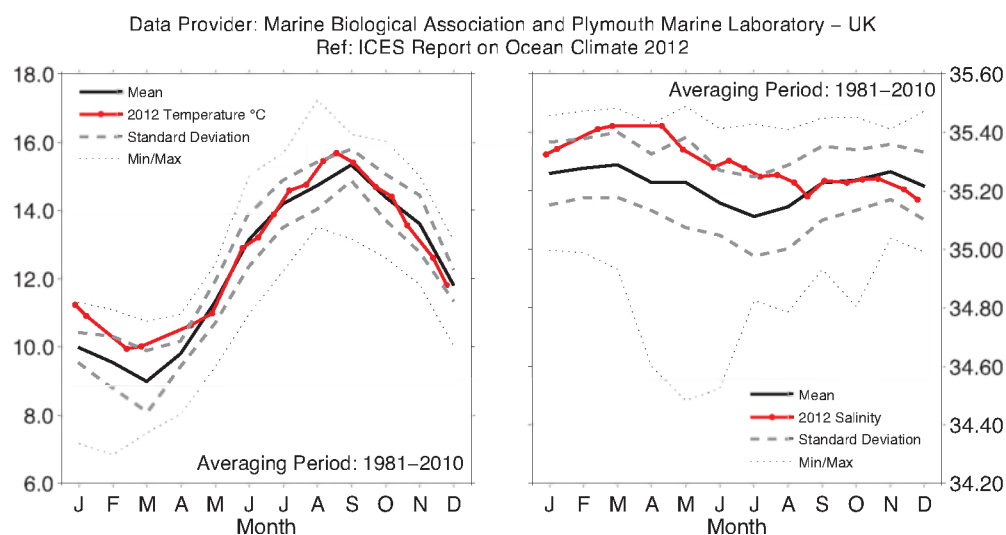 Data Provider: Marine Biological Association and Plymouth Marine Laboratory – UK
Ref: ICES Report on Ocean Climate 2012
18.0
16.0
14.0
12.0
10.0
8.0
6.0
Mean
2012 Temperature °C
Standard Deviation
Min/Max
Averaging Period: 1981–2010
J F M A M J J A S O N D
Month
Averaging Period: 1981–2010
35.60
35.40
35.20
35.00
34.80
34.60
34.40
34.20
Mean
2012 Salinity
Standard Deviation
Min/Max
J F M A M J J A S O N D
Month